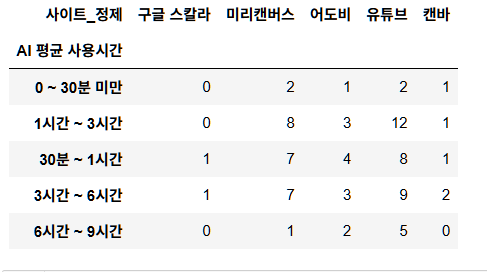 사이트_정제 구글 스칼라 미리캔버스 어도비 유튜브 캔바
AI 평균 사용시간
0 ~ 30분 미만 0 2 1 2 1
1시간 ~ 3시간 0 8 3 12 1
30분 ~ 1시간 1 7 4 8 1
3시간 ~ 6시간 1 7 3 9 2
6시간 ~ 9시간 0 1 2 5 0